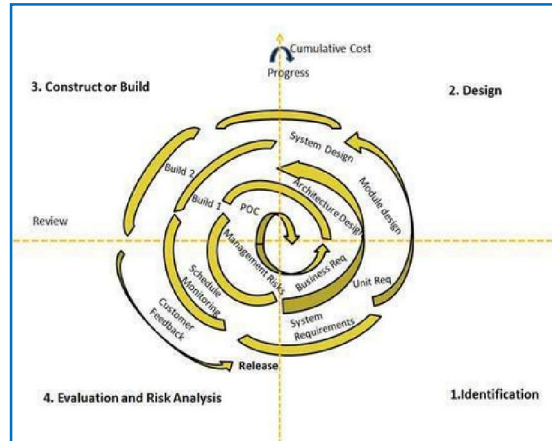 Cumulative Cost
Progress
3. Construct or Build
2. Design
System Design
Build 2
Build 1
POC
Architecture Design
Module design
Review
Management Risks
Business Req
Unit Req
Schedule
Monitoring
System
Requirements
Customer
Feedback
Release
4. Evaluation and Risk Analysis
1.Identification